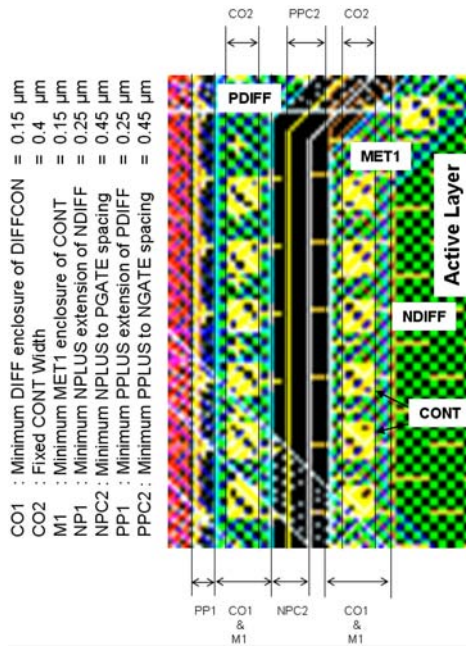 CO1 : Minimum DIFF enclosure of DIFFCON = 0.15 µm
CO2 : Fixed CONT Width = 0.4 µm
M1 : Minimum MET1 enclosure of CONT = 0.15 µm
NP1 : Minimum NPLUS extension of NDIFF = 0.25 µm
NPC2 : Minimum NPLUS to PGATE spacing = 0.45 µm
PP1 : Minimum PPLUS extension of PDIFF = 0.25 µm
PPC2 : Minimum PPLUS to NGATE spacing = 0.45 µm
CO2
PPC2
CO2
PDIFF
MET1
Active Layer
NDIFF
CONT
PP1
CO1
&
M1
NPC2
CO1
&
M1